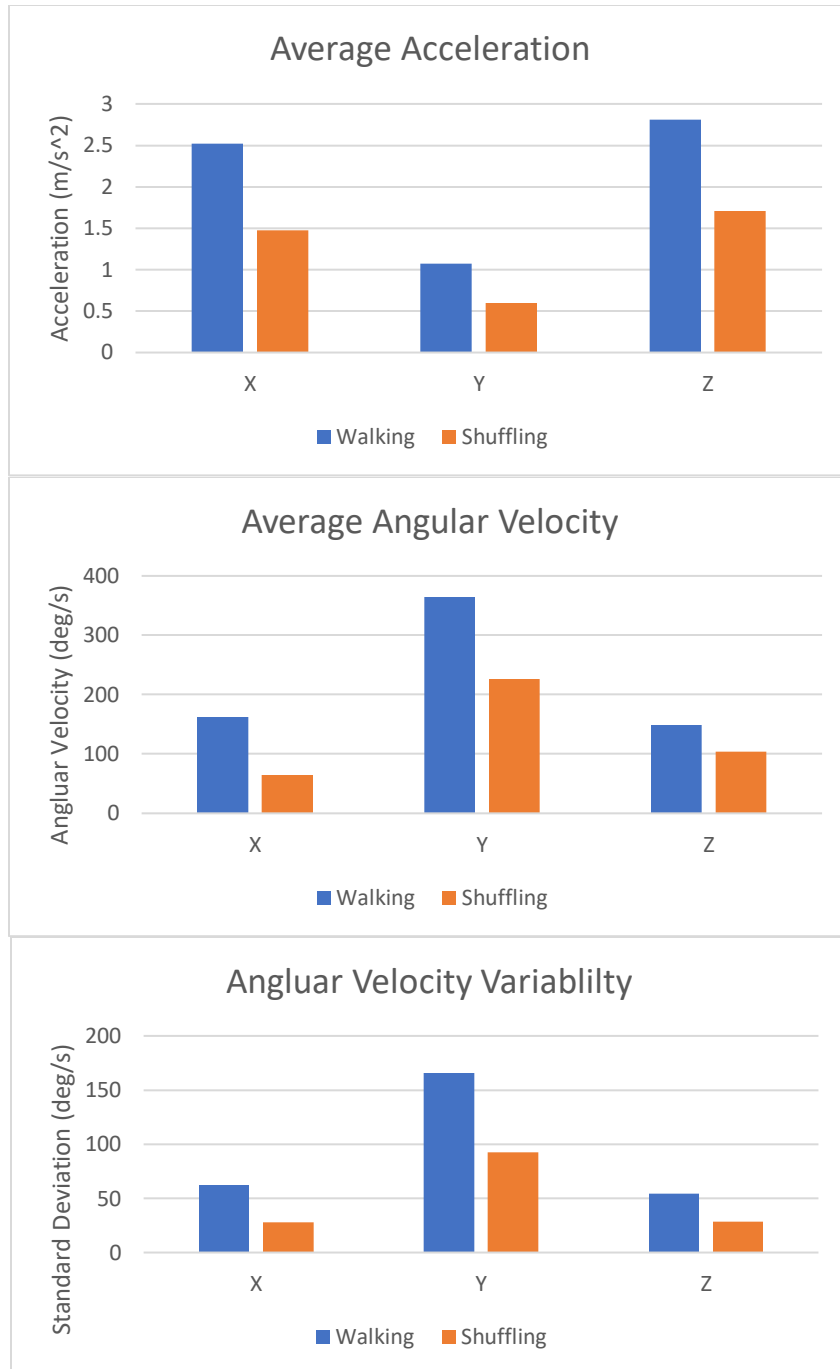 Average Acceleration
Acceleration (m/s^2)
3
2.5
2
1.5
1
0.5
0
X Y Z
Walking Shuffling
Average Angular Velocity
Angluar Velocity (deg/s)
400
300
200
100
0
X Y Z
Walking Shuffling
Angluar Velocity Variablilty
Standard Deviation (deg/s)
200
150
100
50
0
X Y Z
Walking Shuffling